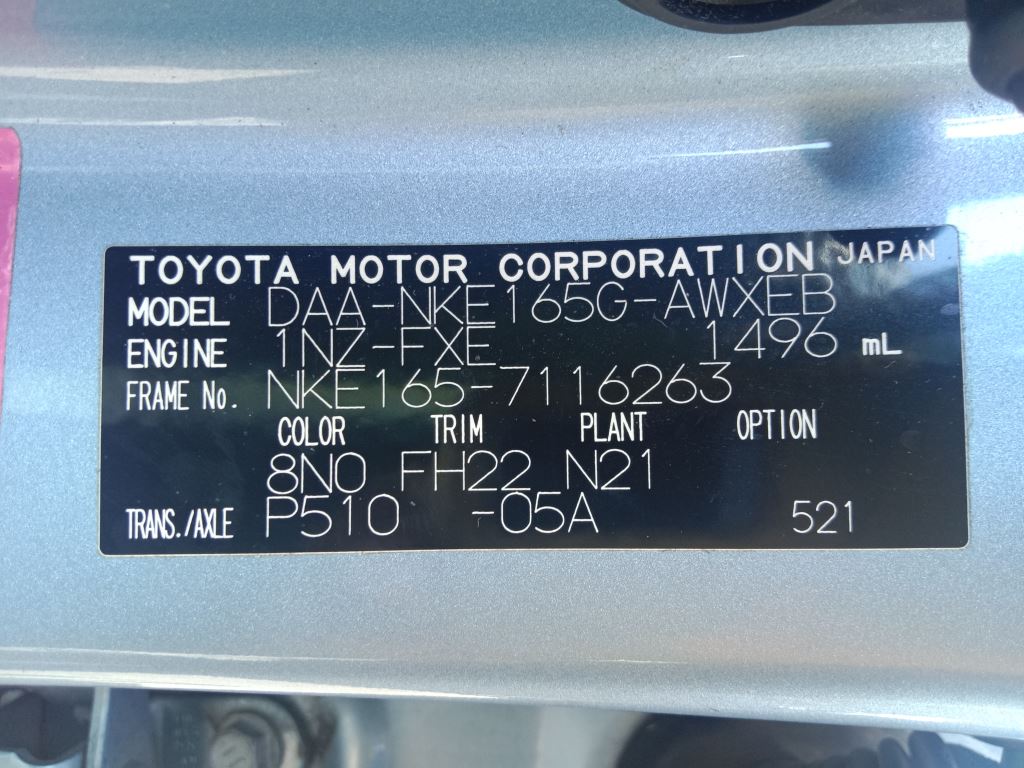 TOYOTA MOTOR CORPORATION JAPAN
MODEL DAA-NKE165G-AWXEB
ENGINE 1NZ-FXE 1496 mL
FRAME No. NKE165-7116263
COLOR TRIM PLANT OPTION
8N0 FH22 N21
TRANS./AXLE P510 -05A 521